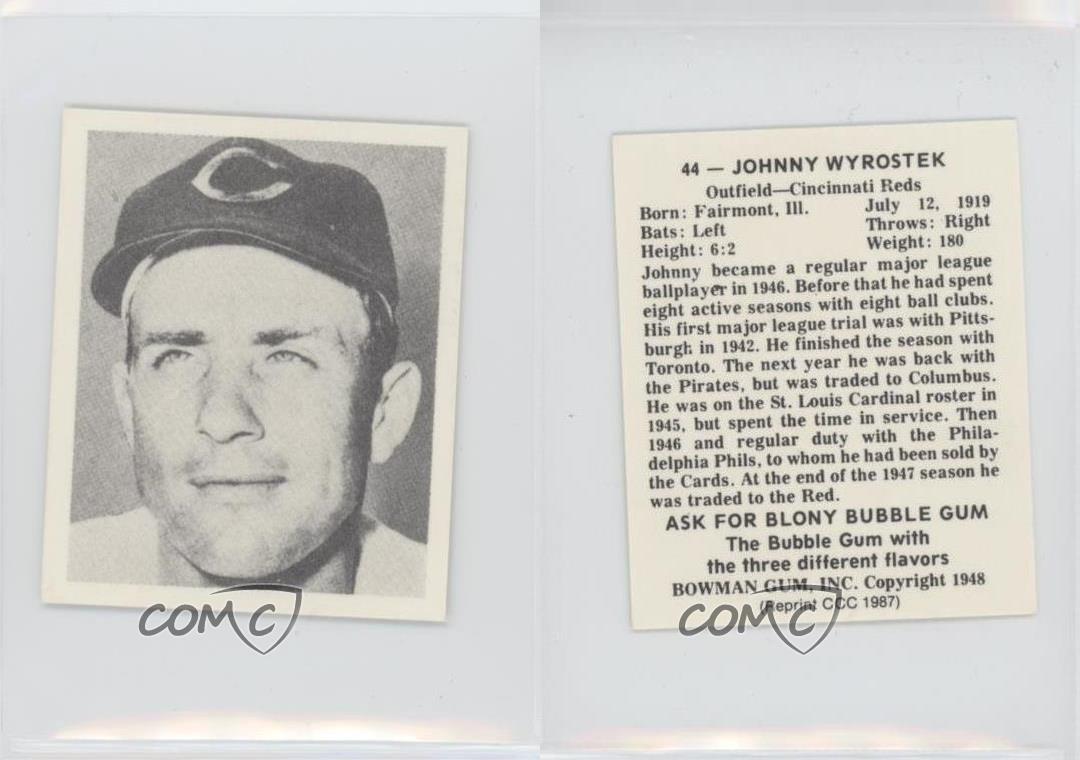 C
COMC
44 — JOHNNY WYROSTEK
Outfield—Cincinnati Reds
Born: Fairmont, Ill. July 12, 1919
Bats: Left Throws: Right
Height: 6:2 Weight: 180
Johnny became a regular major league
ballplayer in 1946. Before that he had spent
eight active seasons with eight ball clubs.
His first major league trial was with Pitts-
burgh in 1942. He finished the season with
Toronto. The next year he was back with
the Pirates, but was traded to Columbus.
He was on the St. Louis Cardinal roster in
1945, but spent the time in service. Then
1946 and regular duty with the Phila-
delphia Phils, to whom he had been sold by
the Cards. At the end of the 1947 season he
was traded to the Red.
ASK FOR BLONY BUBBLE GUM
The Bubble Gum with
the three different flavors
BOWMAN GUM, INC. Copyright 1948
(Reprint CCC 1987)
COMC